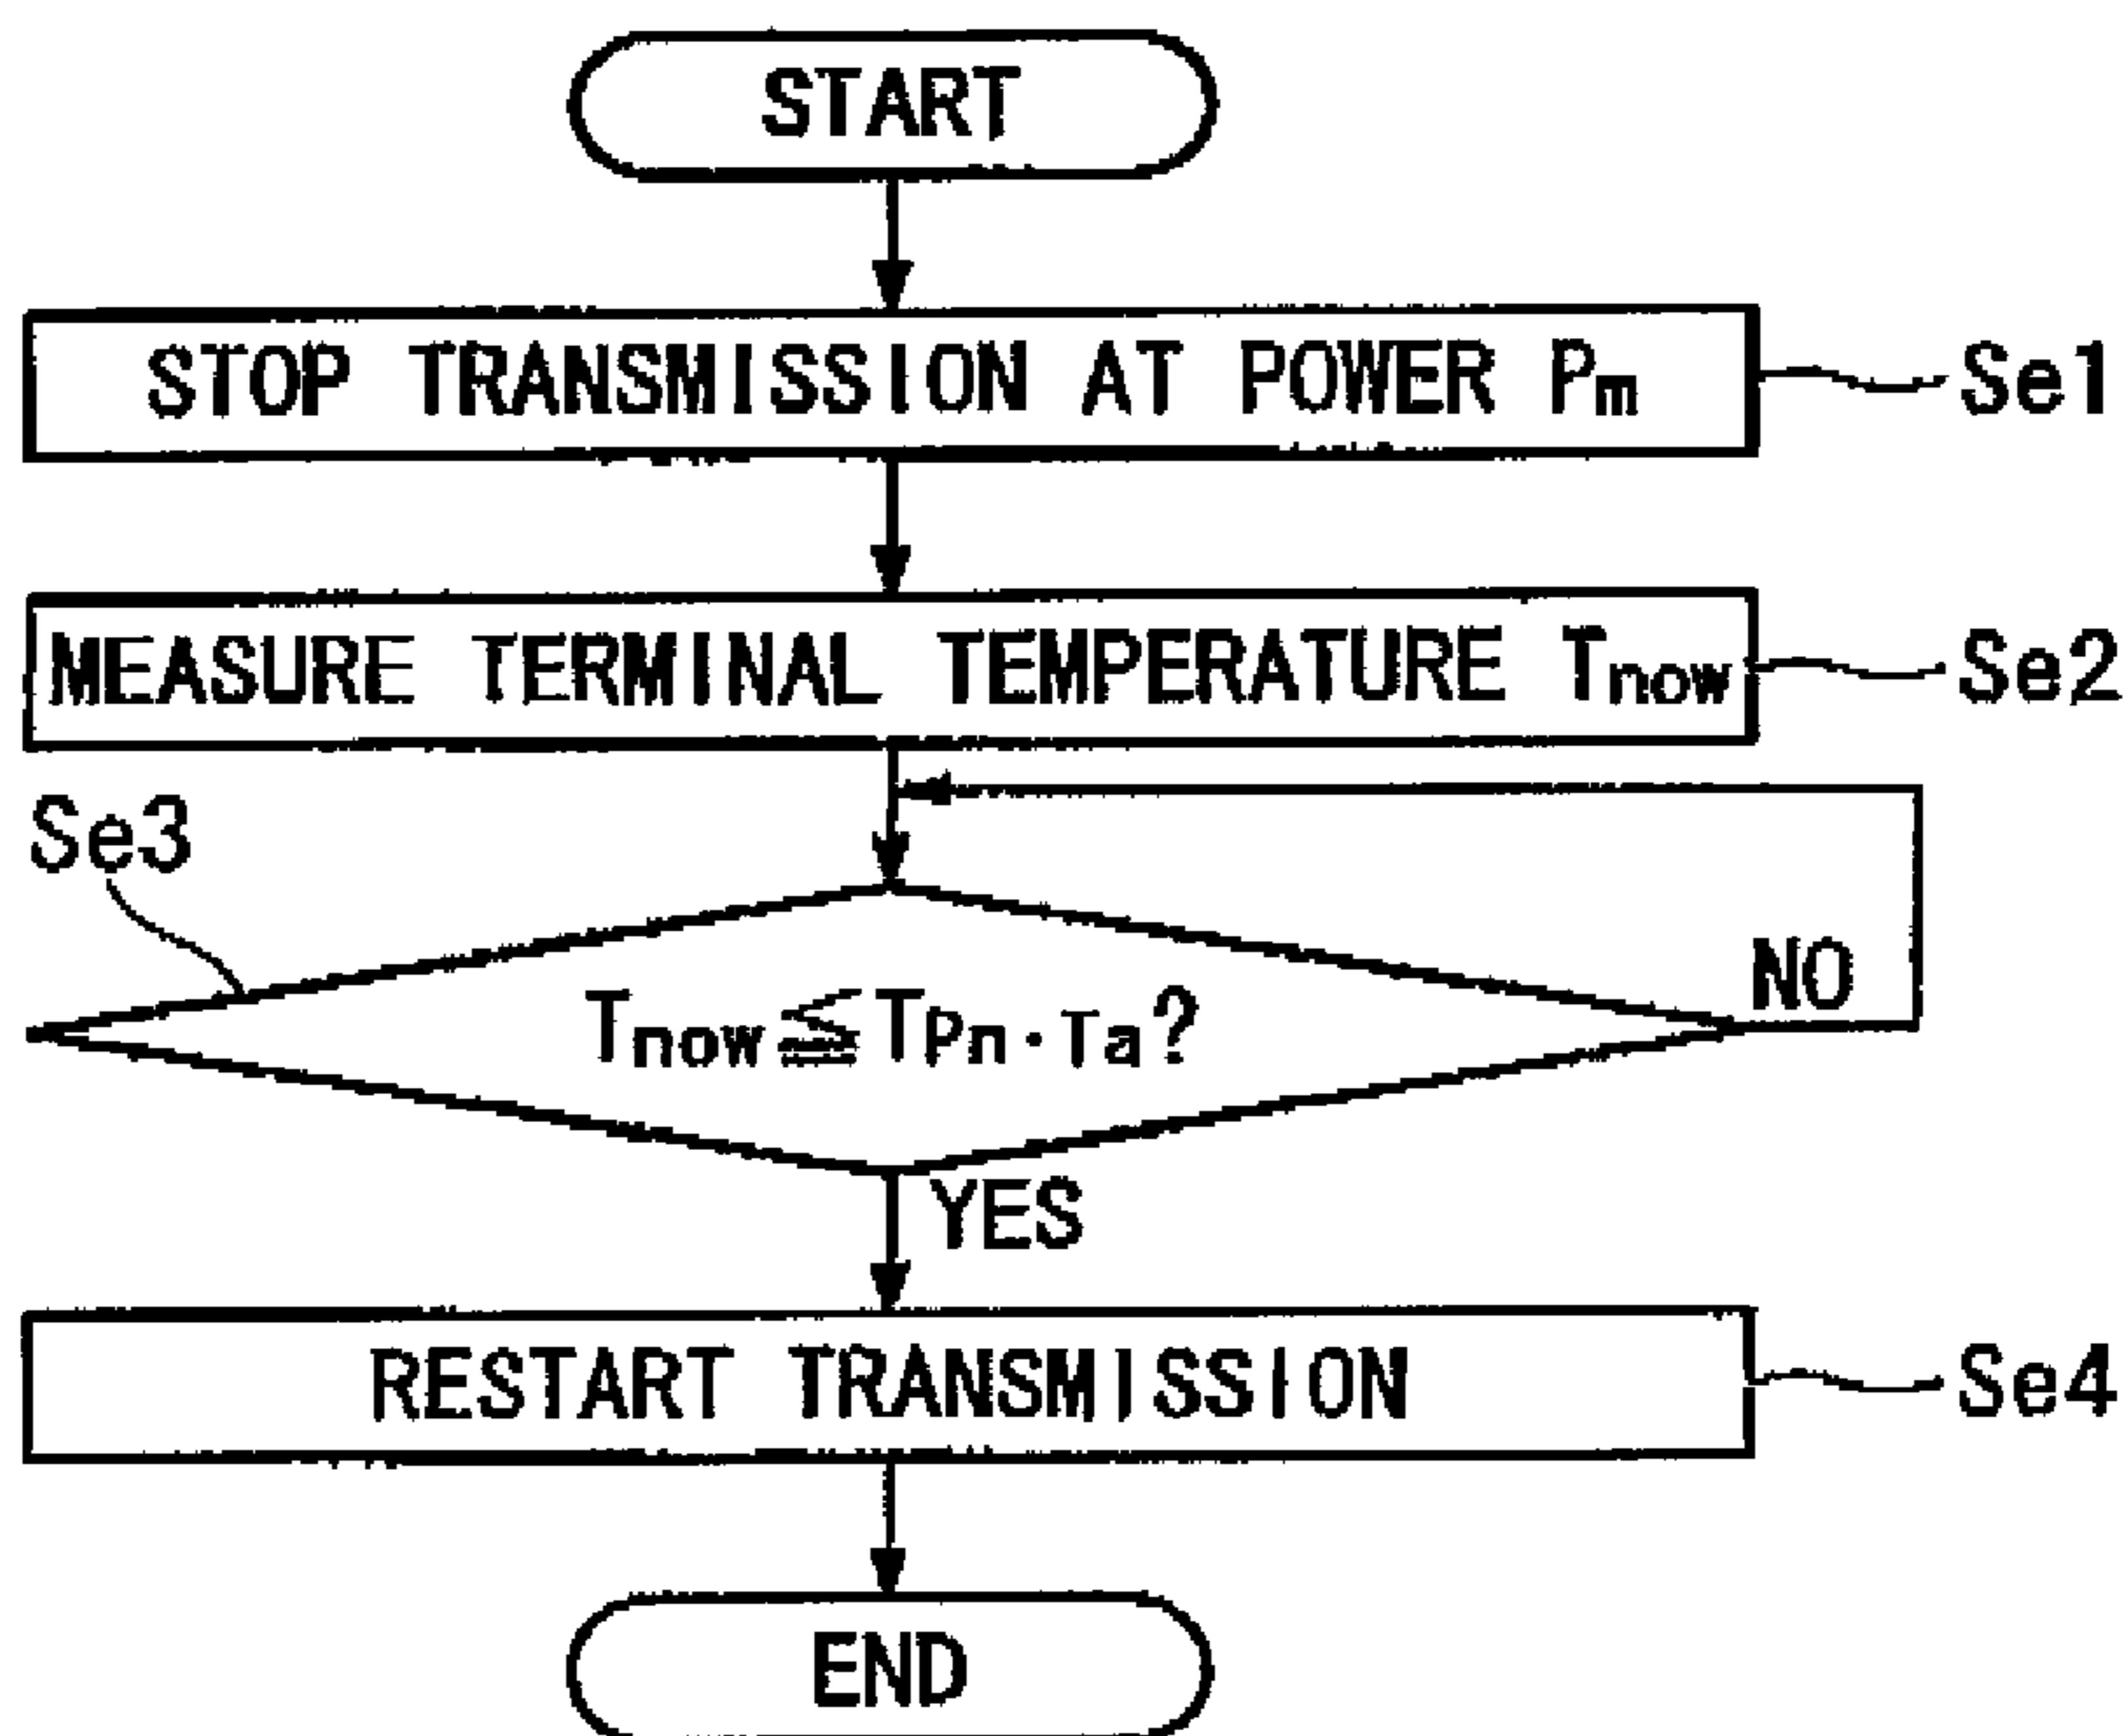 START
STOP TRANSMISSION AT POWER Pm
Se1
MEASURE TERMINAL TEMPERATURE Tnow
Se2
Se3
Tnow≦TPn·Ta?
NO
YES
RESTART TRANSMISSION
Se4
END